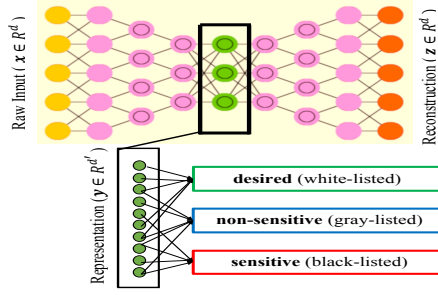 Raw Input ( x ∈ R^d )
Reconstruction ( z ∈ R^d )
Representation ( y ∈ R^d′ )
desired (white-listed)
non-sensitive (gray-listed)
sensitive (black-listed)